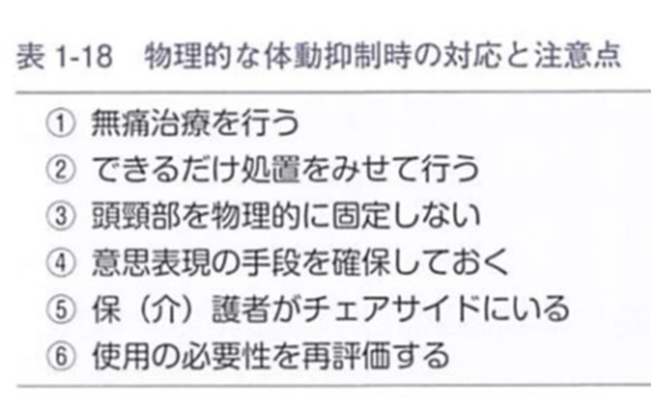 表 1-18　物理的な体動抑制時の対応と注意点
① 無痛治療を行う
② できるだけ処置をみせて行う
③ 頭頸部を物理的に固定しない
④ 意思表現の手段を確保しておく
⑤ 保（介）護者がチェアサイドにいる
⑥ 使用の必要性を再評価する